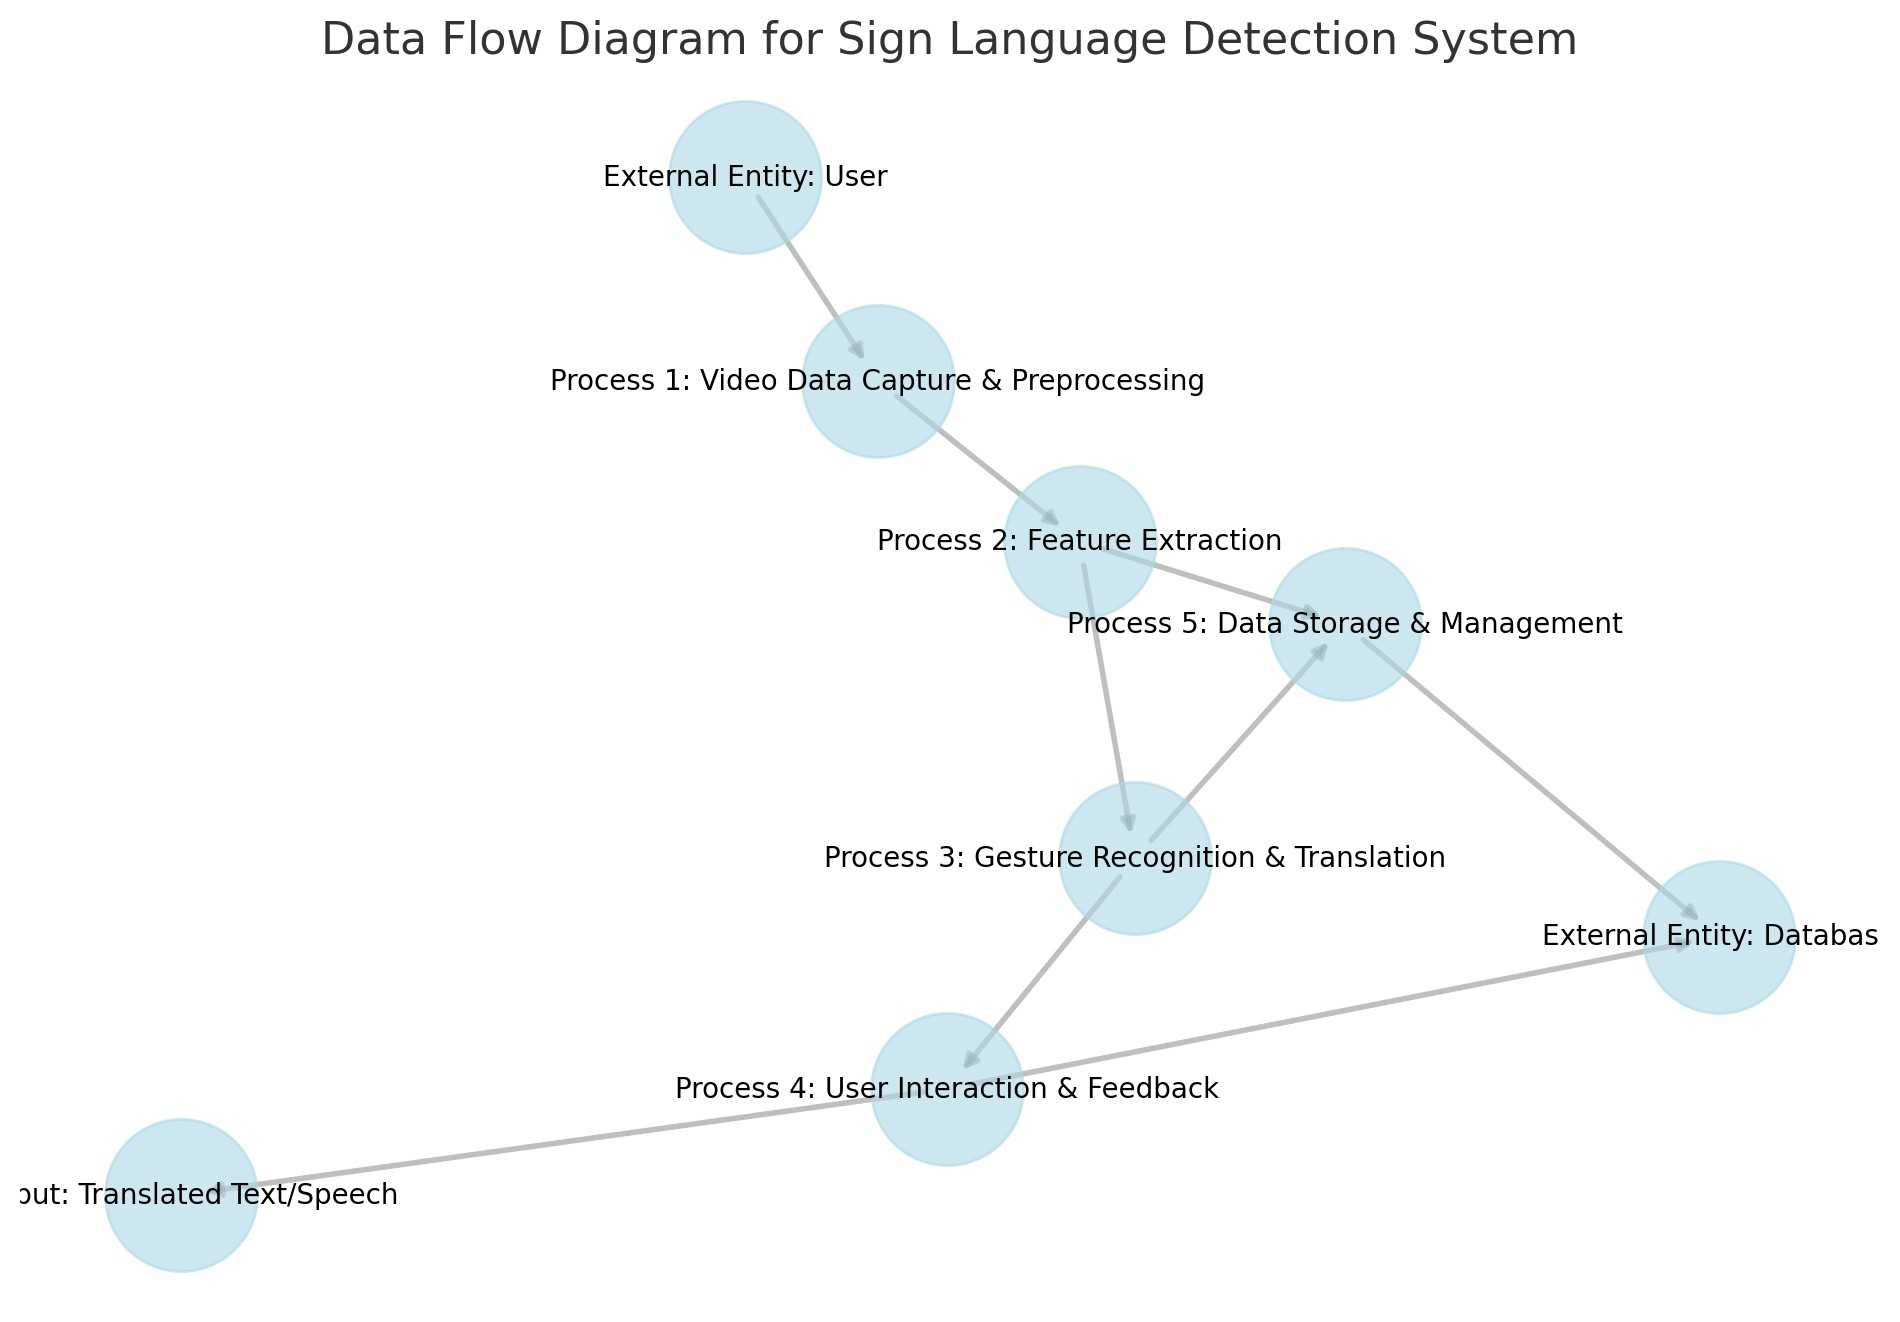 Data Flow Diagram for Sign Language Detection System
External Entity: User
Process 1: Video Data Capture & Preprocessing
Process 2: Feature Extraction
Process 5: Data Storage & Management
Process 3: Gesture Recognition & Translation
External Entity: Databas
Process 4: User Interaction & Feedback
put: Translated Text/Speech